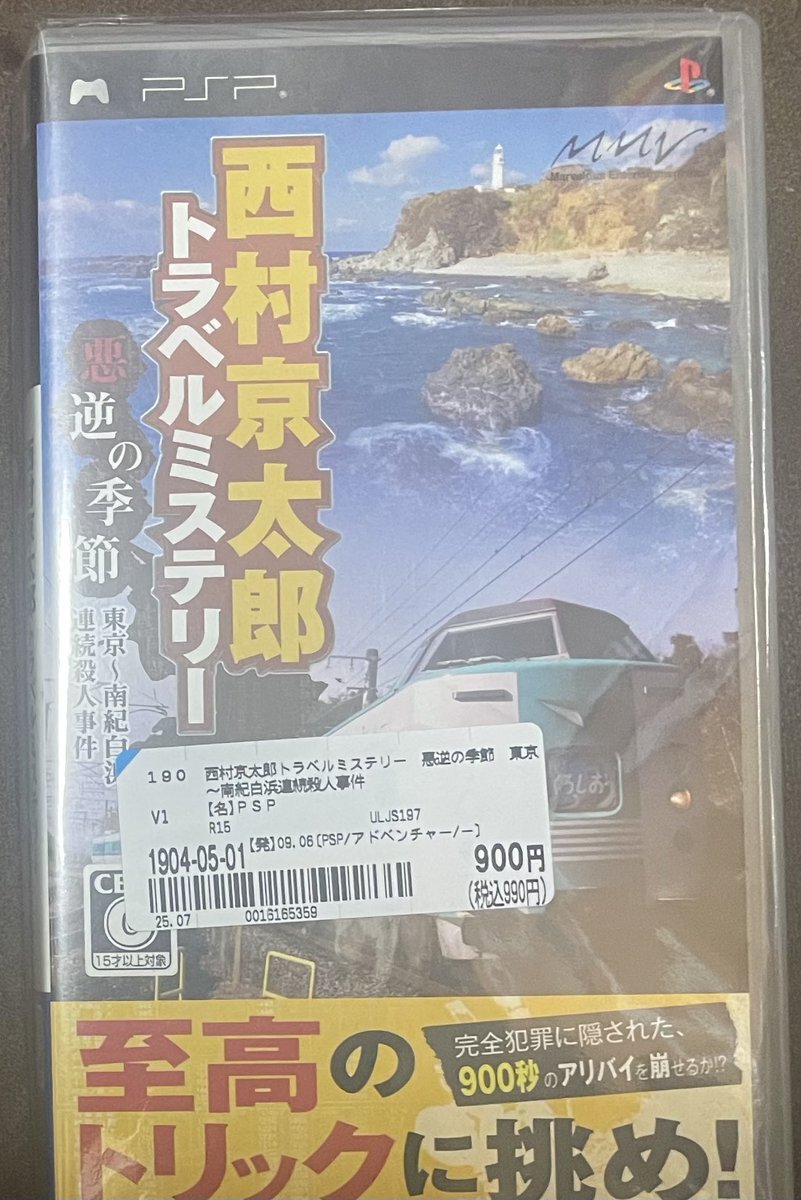 PSP
MMV
Marvelous Entertainment
西村京太郎
トラベルミステリー
悪逆の季節
東京～南紀白浜
連続殺人事件
くろしお
190 西村京太郎トラベルミステリー 悪逆の季節 東京
～南紀白浜連続殺人事件
V1 【名】PSP
R15 ULJS197
1904-05-01 【発】09.06〔PSP/アドベンチャー/ー〕 900円
(税込990円)
25.07 0016165359
CE
15才以上対象
至高の
トリックに挑め!
完全犯罪に隠された、
900秒のアリバイを崩せるか!?